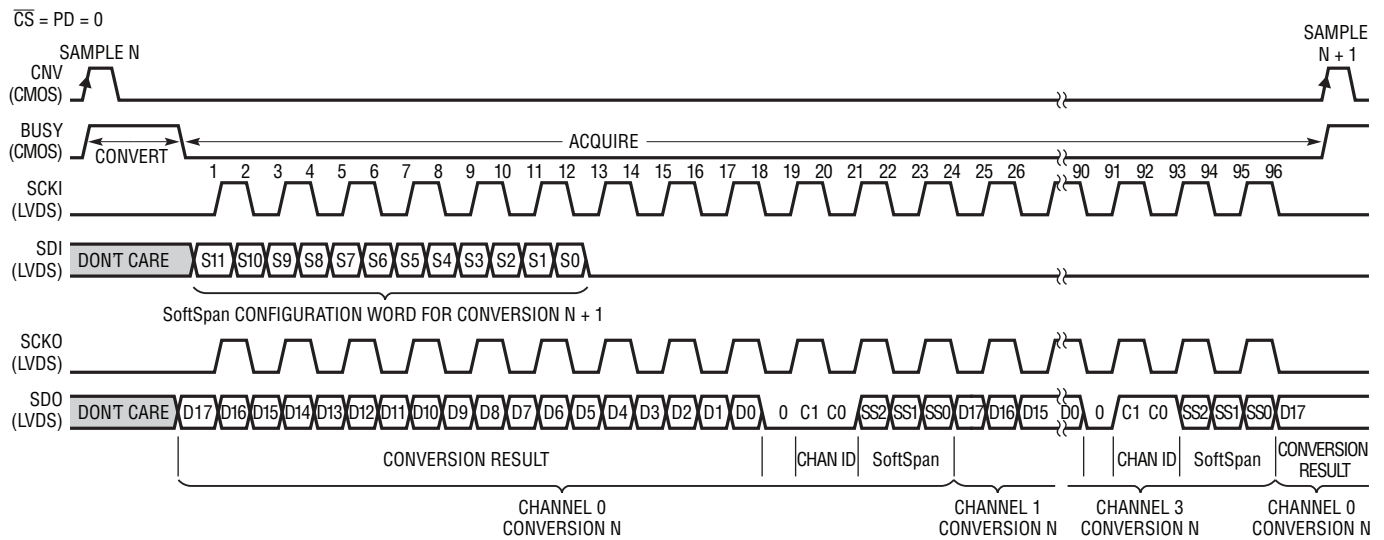 CS = PD = 0
SAMPLE N
SAMPLE
N + 1
CNV
(CMOS)
BUSY
(CMOS)
CONVERT
ACQUIRE
1 2 3 4 5 6 7 8 9 10 11 12 13 14 15 16 17 18 19 20 21 22 23 24 25 26 90 91 92 93 94 95 96
SCKI
(LVDS)
SDI
(LVDS)
DON'T CARE S11 S10 S9 S8 S7 S6 S5 S4 S3 S2 S1 S0
SoftSpan CONFIGURATION WORD FOR CONVERSION N + 1
SCKO
(LVDS)
SDO
(LVDS)
DON'T CARE D17 D16 D15 D14 D13 D12 D11 D10 D9 D8 D7 D6 D5 D4 D3 D2 D1 D0 0 C1 C0 SS2 SS1 SS0 D17 D16 D15 D0 0 C1 C0 SS2 SS1 SS0 D17
CONVERSION RESULT CHAN ID SoftSpan CHAN ID SoftSpan CONVERSION
RESULT
CHANNEL 0
CONVERSION N
CHANNEL 1
CONVERSION N
CHANNEL 3
CONVERSION N
CHANNEL 0
CONVERSION N